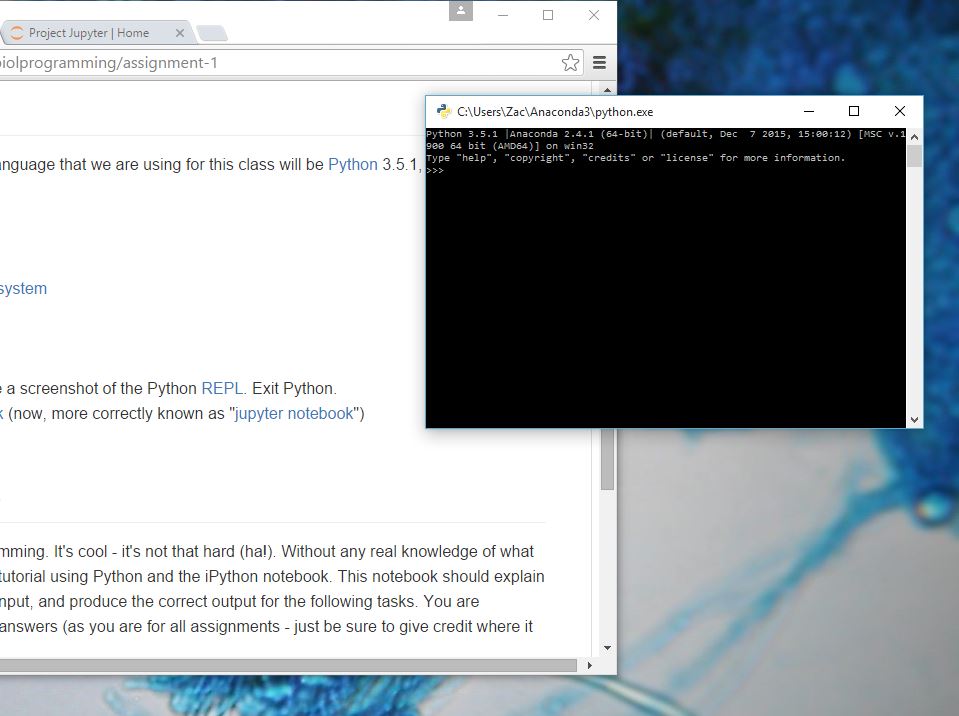 Project Jupyter | Home
iolprogramming/assignment-1
anguage that we are using for this class will be Python 3.5.1,
system
e a screenshot of the Python REPL. Exit Python.
k (now, more correctly known as "jupyter notebook")
mming. It's cool - it's not that hard (ha!). Without any real knowledge of what
tutorial using Python and the iPython notebook. This notebook should explain
nput, and produce the correct output for the following tasks. You are
answers (as you are for all assignments - just be sure to give credit where it
C:\Users\Zac\Anaconda3\python.exe
Python 3.5.1 |Anaconda 2.4.1 (64-bit)| (default, Dec  7 2015, 15:00:12) [MSC v.1
900 64 bit (AMD64)] on win32
Type "help", "copyright", "credits" or "license" for more information.
>>>